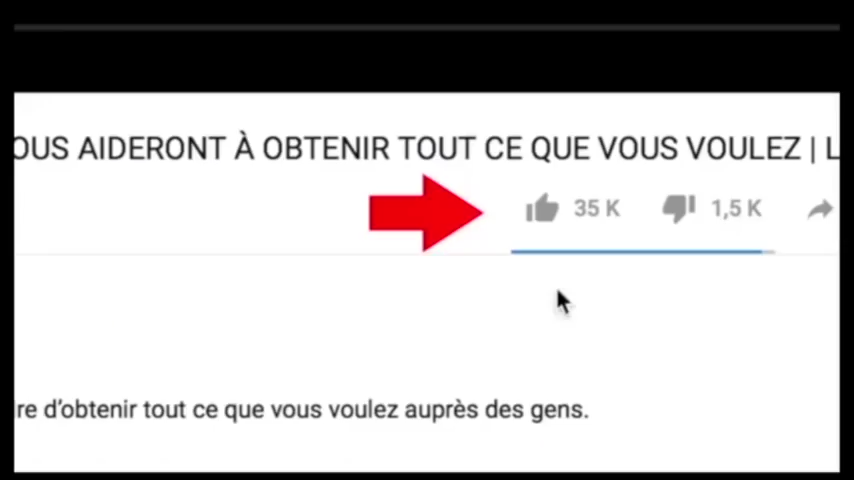 OUS AIDERONT À OBTENIR TOUT CE QUE VOUS VOULEZ | L
35 K 1,5 K
re d'obtenir tout ce que vous voulez auprès des gens.